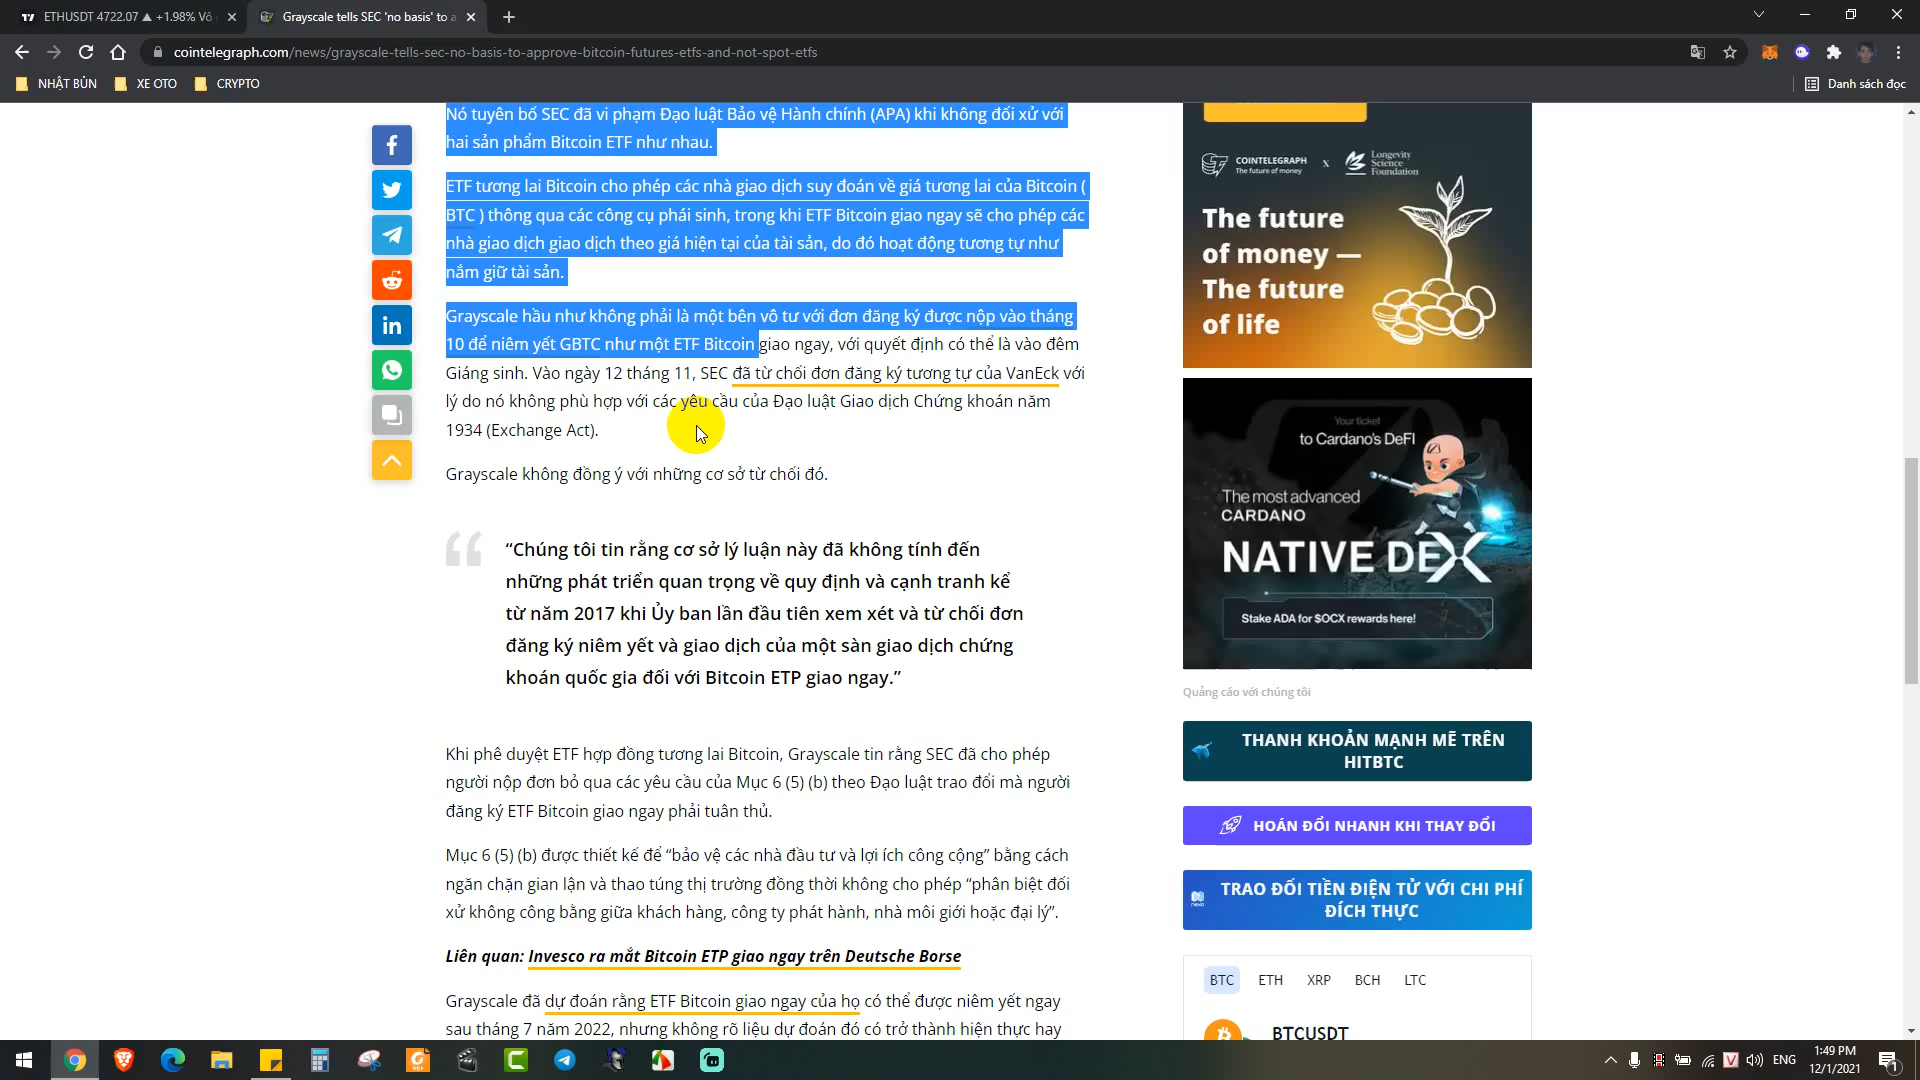 ETHUSDT 4722.07 ▲ +1.98% Vô
Grayscale tells SEC 'no basis' to a
cointelegraph.com/news/grayscale-tells-sec-no-basis-to-approve-bitcoin-futures-etfs-and-not-spot-etfs
NHẬT BỦN
XE OTO
CRYPTO
Danh sách đọc
Nó tuyên bố SEC đã vi phạm Đạo luật Bảo vệ Hành chính (APA) khi không đối xử với
hai sản phẩm Bitcoin ETF như nhau.
ETF tương lai Bitcoin cho phép các nhà giao dịch suy đoán về giá tương lai của Bitcoin (
BTC ) thông qua các công cụ phái sinh, trong khi ETF Bitcoin giao ngay sẽ cho phép các
nhà giao dịch giao dịch theo giá hiện tại của tài sản, do đó hoạt động tương tự như
nắm giữ tài sản.
Grayscale hầu như không phải là một bên vô tư với đơn đăng ký được nộp vào tháng
10 để niêm yết GBTC như một ETF Bitcoin giao ngay, với quyết định có thể là vào đêm
Giáng sinh. Vào ngày 12 tháng 11, SEC đã từ chối đơn đăng ký tương tự của VanEck với
lý do nó không phù hợp với các yêu cầu của Đạo luật Giao dịch Chứng khoán năm
1934 (Exchange Act).
Grayscale không đồng ý với những cơ sở từ chối đó.
“Chúng tôi tin rằng cơ sở lý luận này đã không tính đến
những phát triển quan trọng về quy định và cạnh tranh kể
từ năm 2017 khi Ủy ban lần đầu tiên xem xét và từ chối đơn
đăng ký niêm yết và giao dịch của một sàn giao dịch chứng
khoán quốc gia đối với Bitcoin ETP giao ngay.”
Khi phê duyệt ETF hợp đồng tương lai Bitcoin, Grayscale tin rằng SEC đã cho phép
người nộp đơn bỏ qua các yêu cầu của Mục 6 (5) (b) theo Đạo luật trao đổi mà người
đăng ký ETF Bitcoin giao ngay phải tuân thủ.
Mục 6 (5) (b) được thiết kế để “bảo vệ các nhà đầu tư và lợi ích công cộng” bằng cách
ngăn chặn gian lận và thao túng thị trường đồng thời không cho phép “phân biệt đối
xử không công bằng giữa khách hàng, công ty phát hành, nhà môi giới hoặc đại lý”.
Liên quan: Invesco ra mắt Bitcoin ETP giao ngay trên Deutsche Borse
Grayscale đã dự đoán rằng ETF Bitcoin giao ngay của họ có thể được niêm yết ngay
sau tháng 7 năm 2022, nhưng không rõ liệu dự đoán đó có trở thành hiện thực hay
COINTELEGRAPH
The future of money
x
Longevity
Science
Foundation
The future
of money —
The future
of life
Your ticket
to Cardano's DeFI
The most advanced
CARDANO
NATIVE DEX
Stake ADA for $OCX rewards here!
Quảng cáo với chúng tôi
THANH KHOẢN MẠNH MẼ TRÊN
HITBTC
HOÁN ĐỔI NHANH KHI THAY ĐỔI
nexo
TRAO ĐỔI TIỀN ĐIỆN TỬ VỚI CHI PHÍ
ĐÍCH THỰC
BTC
ETH
XRP
BCH
LTC
BTCUSDT
ENG
1:49 PM
12/1/2021
1